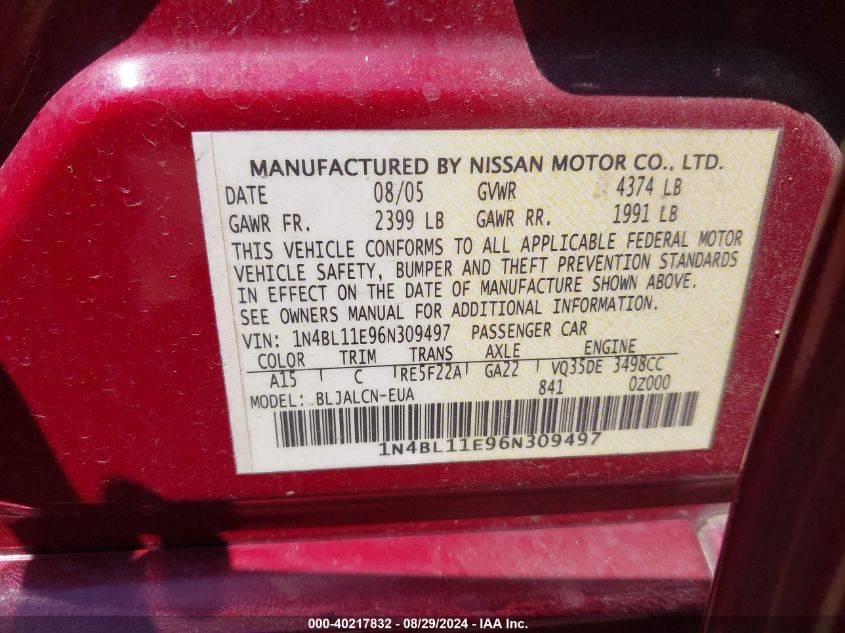 MANUFACTURED BY NISSAN MOTOR CO., LTD.
DATE 08/05 GVWR 4374 LB
GAWR FR. 2399 LB GAWR RR. 1991 LB
THIS VEHICLE CONFORMS TO ALL APPLICABLE FEDERAL MOTOR
VEHICLE SAFETY, BUMPER AND THEFT PREVENTION STANDARDS
IN EFFECT ON THE DATE OF MANUFACTURE SHOWN ABOVE.
SEE OWNERS MANUAL FOR ADDITIONAL INFORMATION.
VIN: 1N4BL11E96N309497 PASSENGER CAR
COLOR TRIM TRANS AXLE ENGINE
A15 C RE5F22A GA22 VQ35DE 3498CC
MODEL: BLJALCN-EUA 841 0Z000
1N4BL11E96N309497
000-40217832 - 08/29/2024 - IAA Inc.